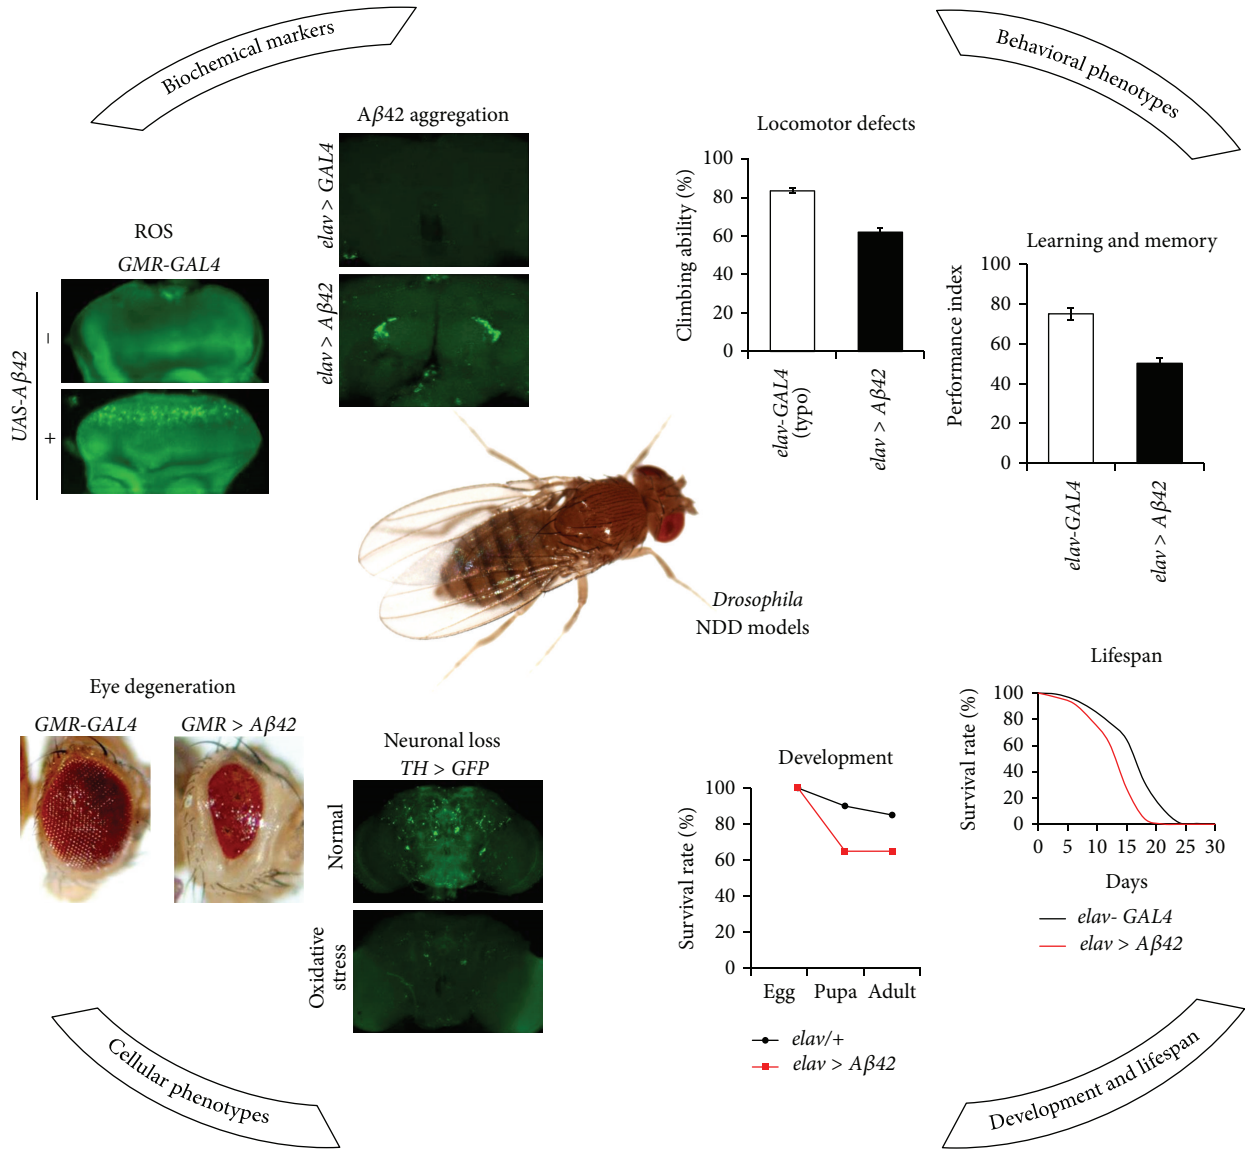 Biochemical markers
Behavioral phenotypes
Aβ42 aggregation
elav > GAL4
elav > Aβ42
ROS
GMR-GAL4
UAS-Aβ42
–
+
Locomotor defects
Climbing ability (%)
100
80
60
40
20
0
elav-GAL4
(typo)
elav > Aβ42
Learning and memory
Performance index
100
80
60
40
20
0
elav-GAL4
elav > Aβ42
Drosophila
NDD models
Eye degeneration
GMR-GAL4
GMR > Aβ42
Neuronal loss
TH > GFP
Normal
Oxidative
stress
Development
Survival rate (%)
100
80
60
40
20
0
Egg Pupa Adult
elav/+
elav > Aβ42
Lifespan
Survival rate (%)
100
80
60
40
20
0
0 5 10 15 20 25 30
Days
elav- GAL4
elav > Aβ42
Cellular phenotypes
Development and lifespan